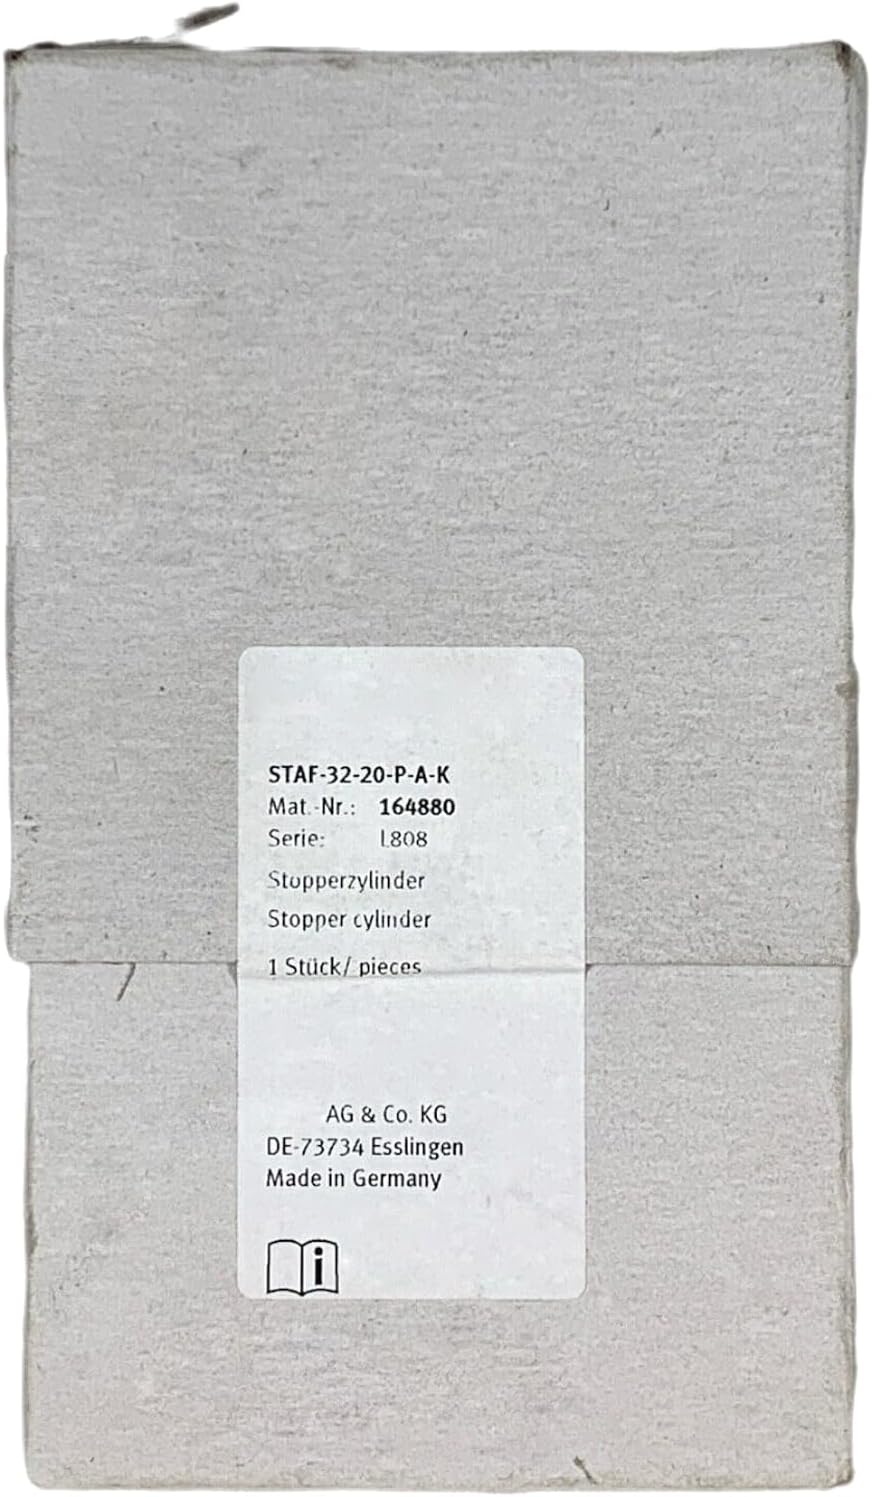 STAF-32-20-P-A-K
Mat.-Nr.: 164880
Serie: L808
Stopperzylinder
Stopper cylinder
1 Stück/ pieces
AG & Co. KG
DE-73734 Esslingen
Made in Germany
i